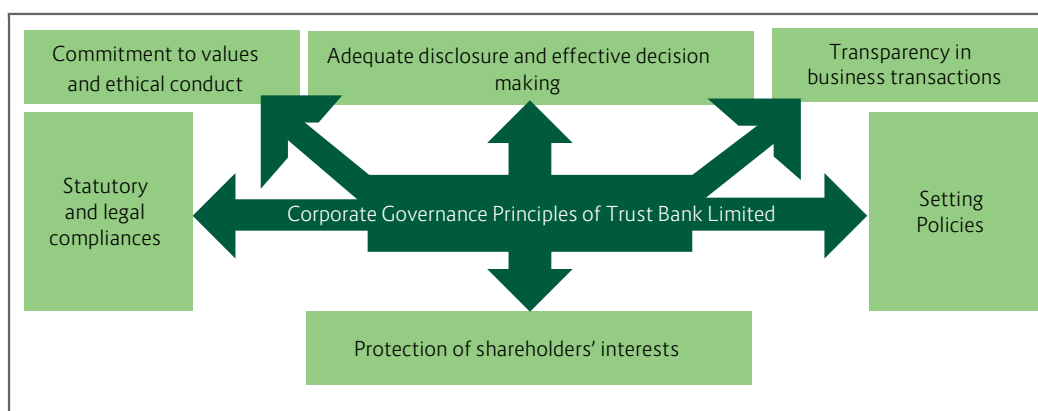 Commitment to values
and ethical conduct
Adequate disclosure and effective decision
making
Transparency in
business transactions
Statutory
and legal
compliances
Corporate Governance Principles of Trust Bank Limited
Setting
Policies
Protection of shareholders’ interests